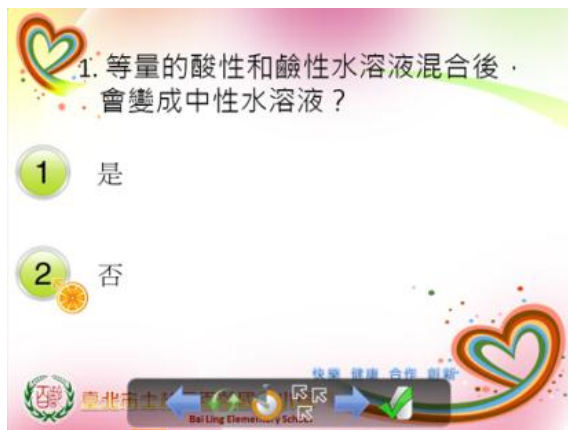 1. 等量的酸性和鹼性水溶液混合後，
會變成中性水溶液？
1 是
2 否
快樂 健康 合作 創新
臺北市士
Bai Ling Elementary School